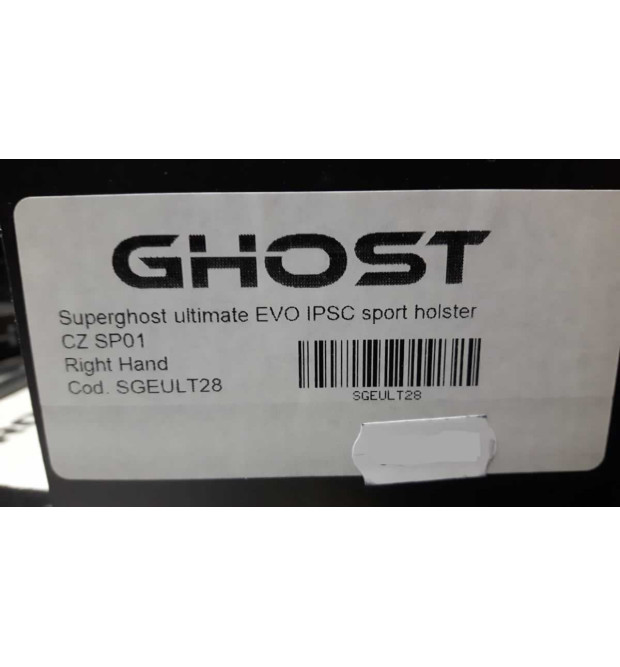 GHOST
Superghost ultimate EVO IPSC sport holster
CZ SP01
Right Hand
Cod. SGEULT28
SGEULT28